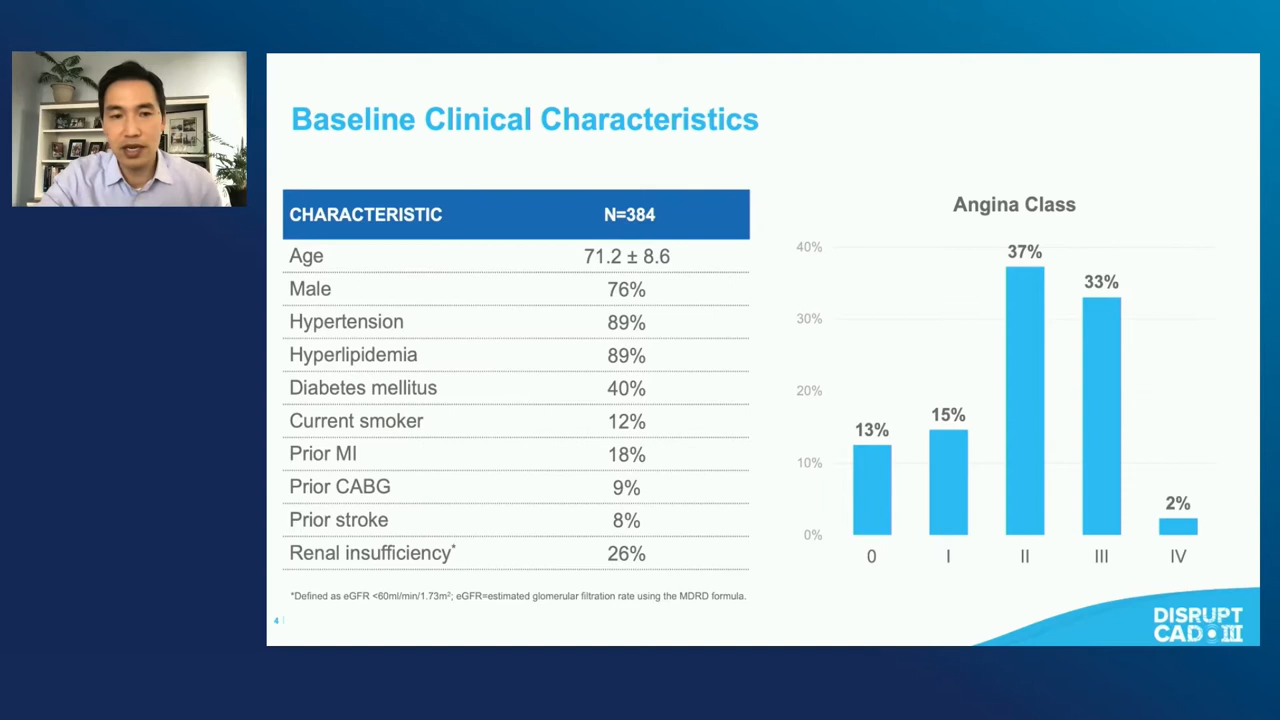 Baseline Clinical Characteristics
CHARACTERISTIC N=384
Age 71.2 ± 8.6
Male 76%
Hypertension 89%
Hyperlipidemia 89%
Diabetes mellitus 40%
Current smoker 12%
Prior MI 18%
Prior CABG 9%
Prior stroke 8%
Renal insufficiency* 26%
*Defined as eGFR <60ml/min/1.73m²; eGFR=estimated glomerular filtration rate using the MDRD formula.
4
Angina Class
40%
30%
20%
10%
0%
13%
15%
37%
33%
2%
0 I II III IV
DISRUPT
CAD III